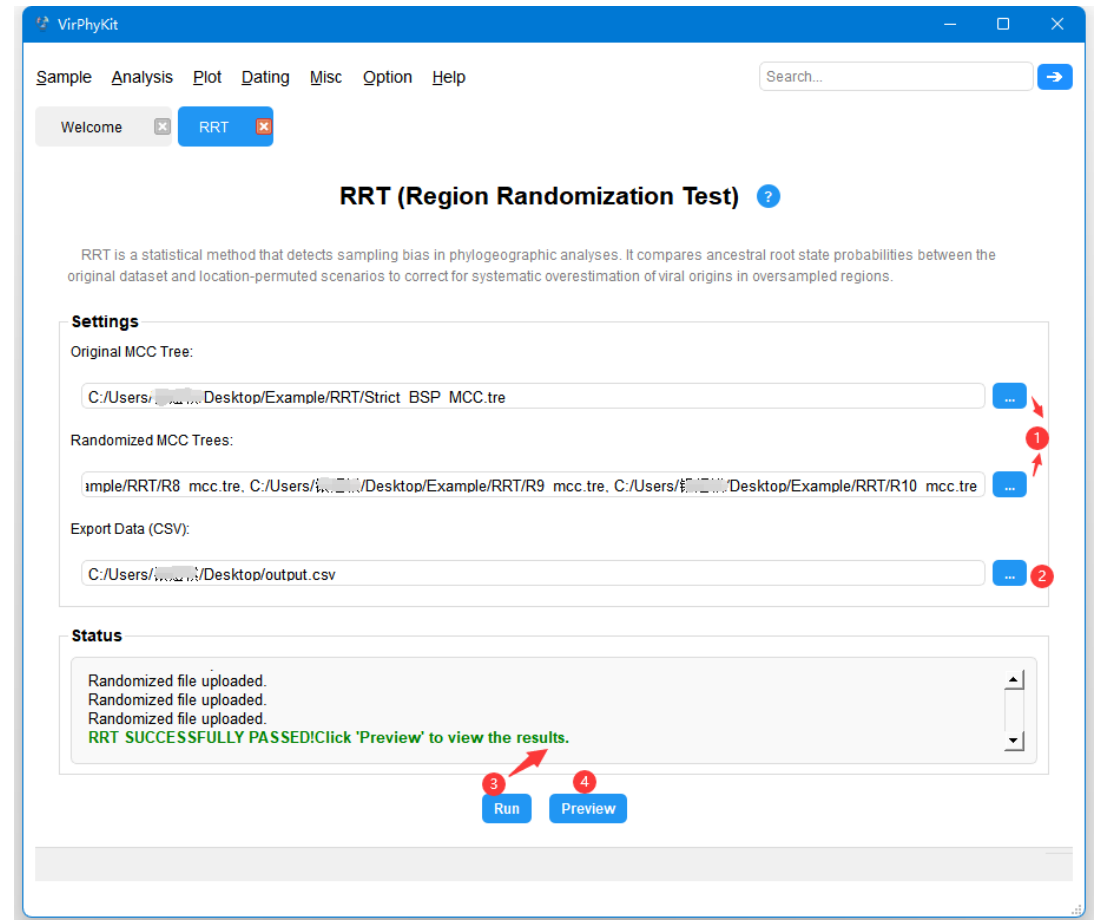 VirPhyKit
Sample Analysis Plot Dating Misc Option Help Search...
Welcome RRT
RRT (Region Randomization Test) ?
RRT is a statistical method that detects sampling bias in phylogeographic analyses. It compares ancestral root state probabilities between the
original dataset and location-permuted scenarios to correct for systematic overestimation of viral origins in oversampled regions.
Settings
Original MCC Tree:
C:/Users/ Desktop/Example/RRT/Strict_BSP_MCC.tre ...
1
Randomized MCC Trees:
ample/RRT/R8_mcc.tre, C:/Users/ /Desktop/Example/RRT/R9_mcc.tre, C:/Users/ /Desktop/Example/RRT/R10_mcc.tre ...
Export Data (CSV):
C:/Users/ /Desktop/output.csv ... 2
Status
Randomized file uploaded.
Randomized file uploaded.
Randomized file uploaded.
RRT SUCCESSFULLY PASSED!Click 'Preview' to view the results.
3 4
Run Preview